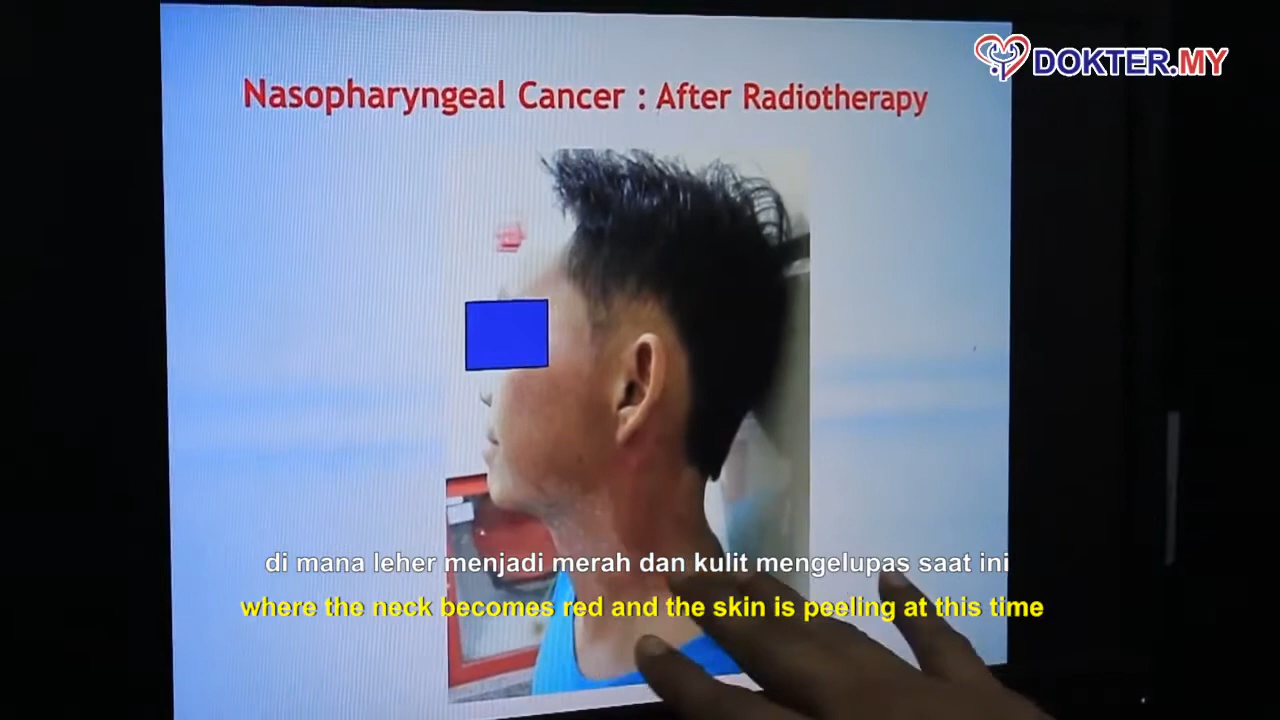 DOKTER.MY
Nasopharyngeal Cancer : After Radiotherapy
di mana leher menjadi merah dan kulit mengelupas saat ini
where the neck becomes red and the skin is peeling at this time